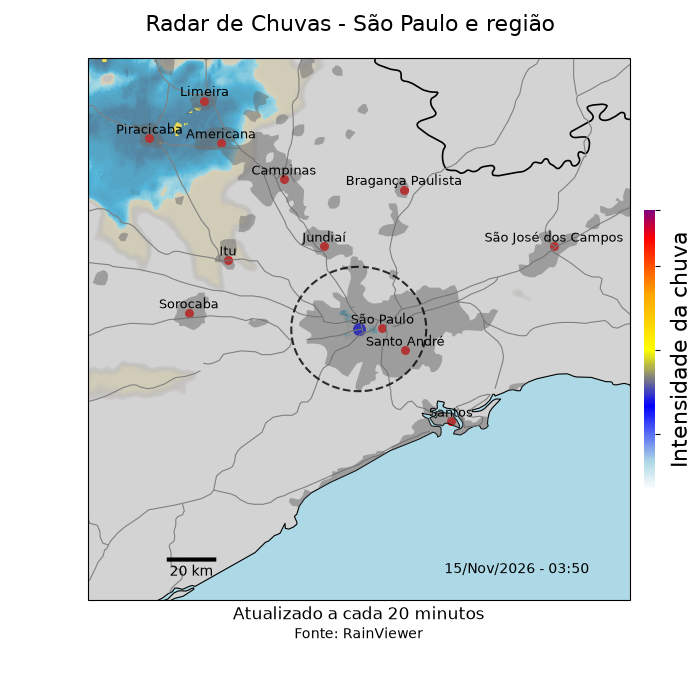 Radar de Chuvas - São Paulo e região
Limeira
Piracicaba
Americana
Campinas
Bragança Paulista
Itu
Jundiaí
São José dos Campos
Sorocaba
São Paulo
Santo André
Santos
20 km
15/Nov/2026 - 03:50
Intensidade da chuva
Atualizado a cada 20 minutos
Fonte: RainViewer